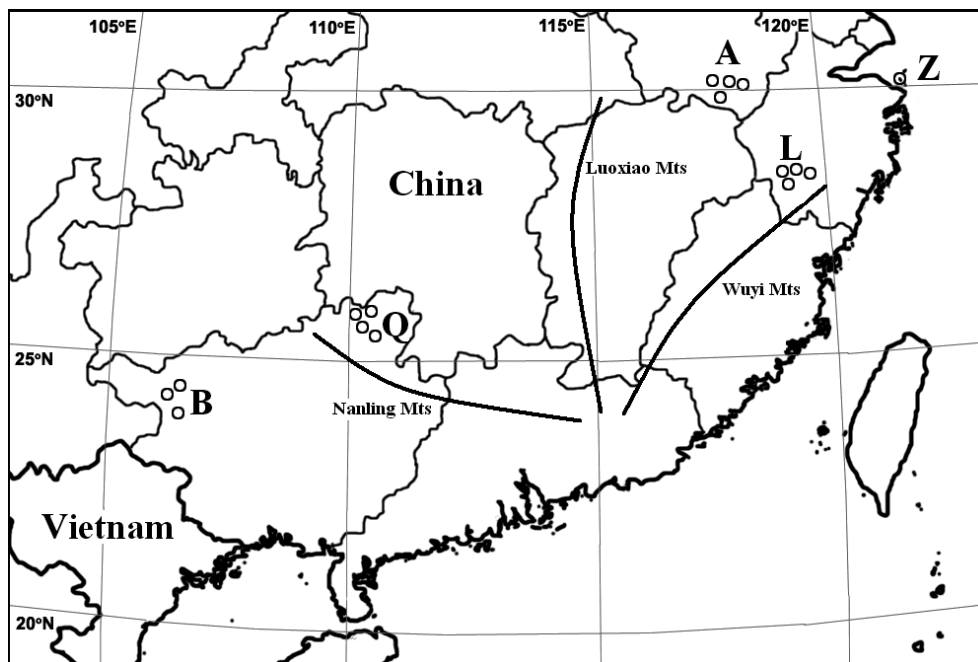 105°E
110°E
115°E
120°E
A
Z
30°N
L
Luoxiao Mts
China
Wuyi Mts
Q
25°N
B
Nanling Mts
Vietnam
20°N